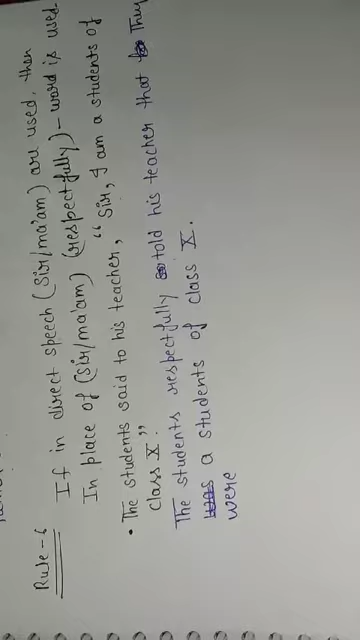 Rule-6
If in direct speech (Sir/ma'am) are used, then
In place of (Sir/ma'am) (respectfully) - word is used
• The students said to his teacher, "Sir, I am a students of
class X."
The students respectfully told his teacher that They
a students of class X.
were